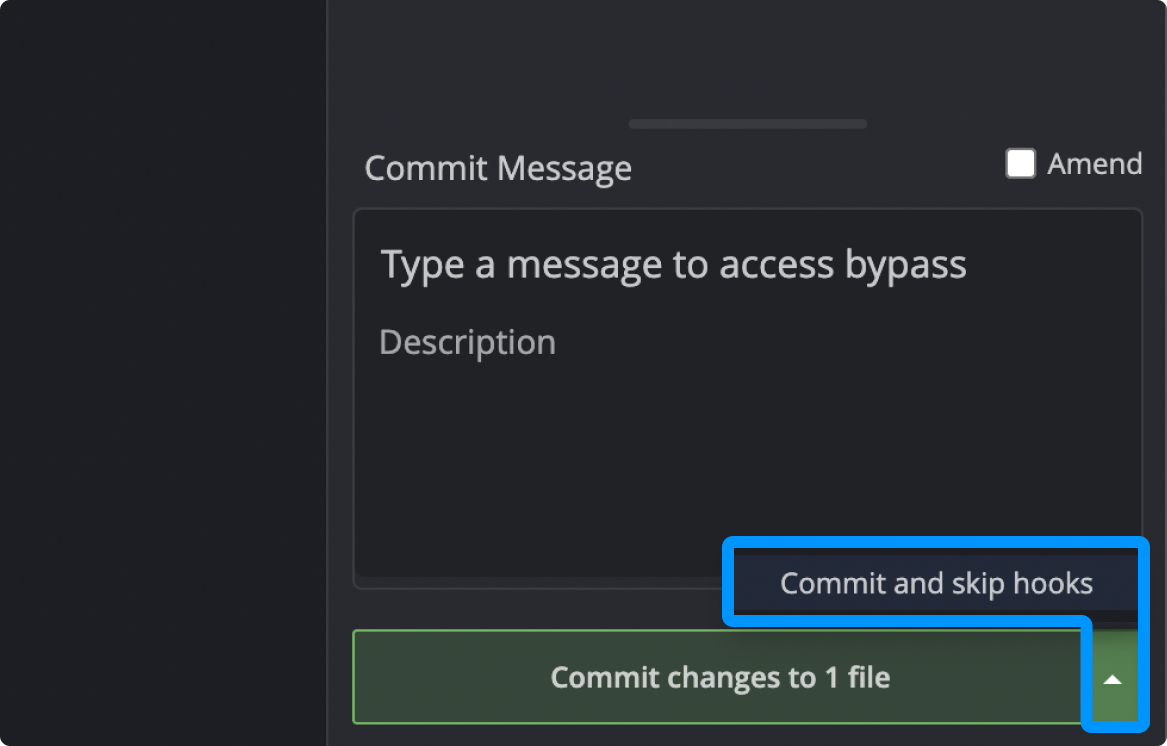 Commit Message
Amend
Type a message to access bypass
Description
Commit and skip hooks
Commit changes to 1 file